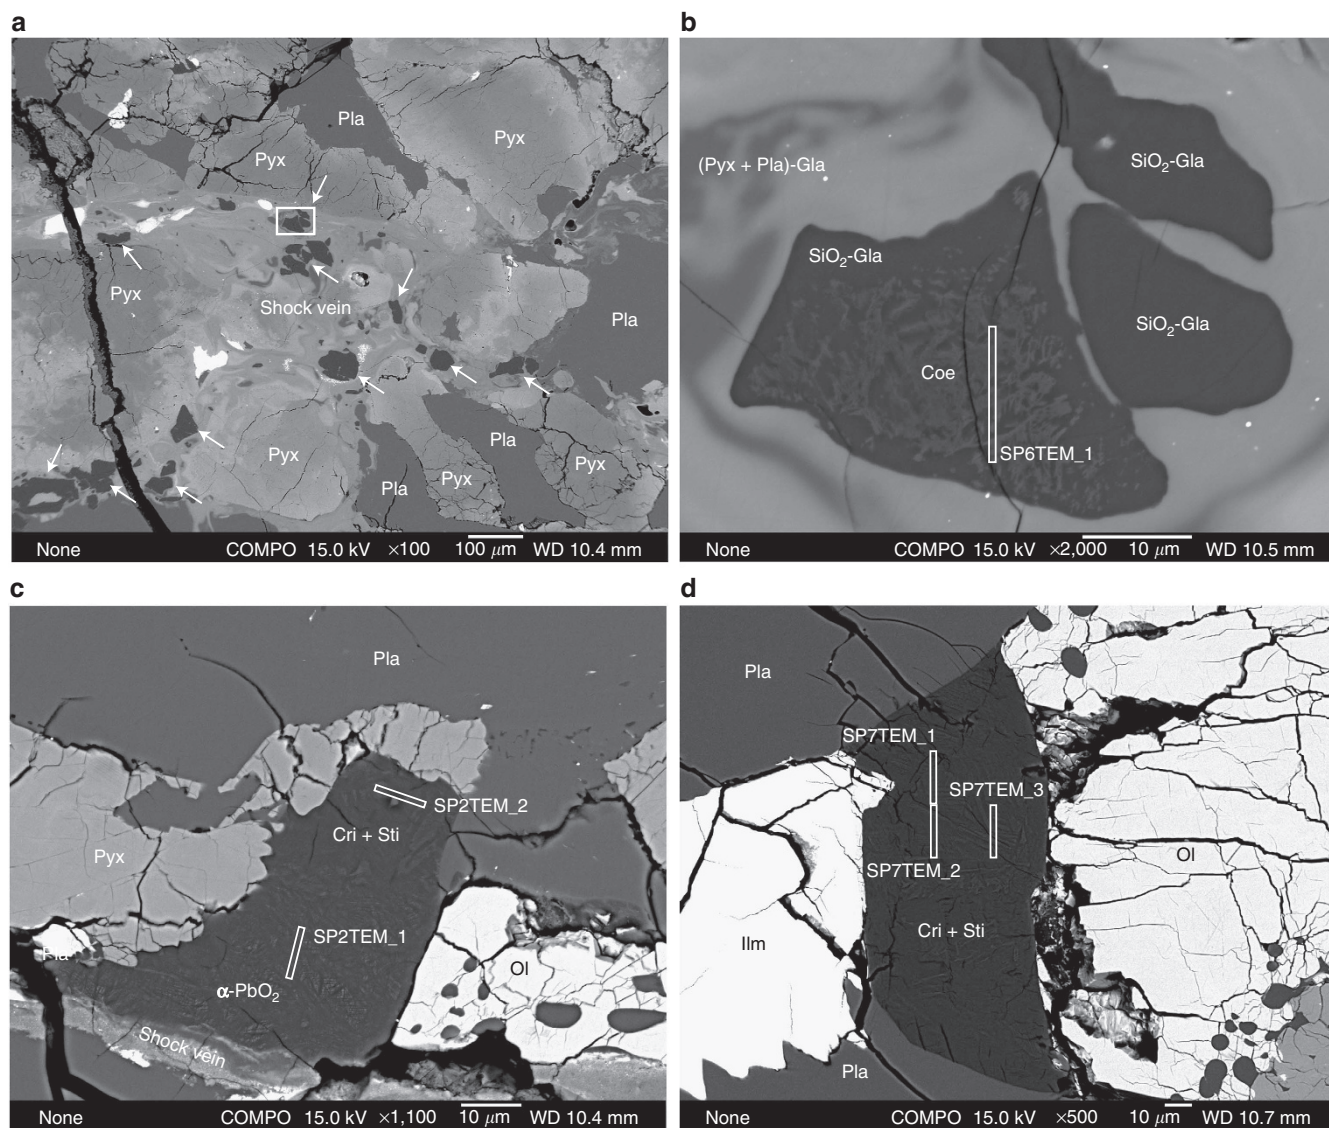 a
Pla
Pyx
Pyx
Pyx
Shock vein
Pla
Pla
Pyx
Pla
Pyx
Pyx
None COMPO 15.0 kV ×100 100 μm WD 10.4 mm
b
(Pyx + Pla)-Gla
SiO₂-Gla
SiO₂-Gla
SiO₂-Gla
Coe
SP6TEM_1
None COMPO 15.0 kV ×2,000 10 μm WD 10.5 mm
c
Pla
SP2TEM_2
Cri + Sti
Pyx
SP2TEM_1
Pla
Ol
α-PbO₂
Shock vein
None COMPO 15.0 kV ×1,100 10 μm WD 10.4 mm
d
Pla
SP7TEM_1
SP7TEM_3
SP7TEM_2
Ol
Ilm
Cri + Sti
Pla
None COMPO 15.0 kV ×500 10 μm WD 10.7 mm